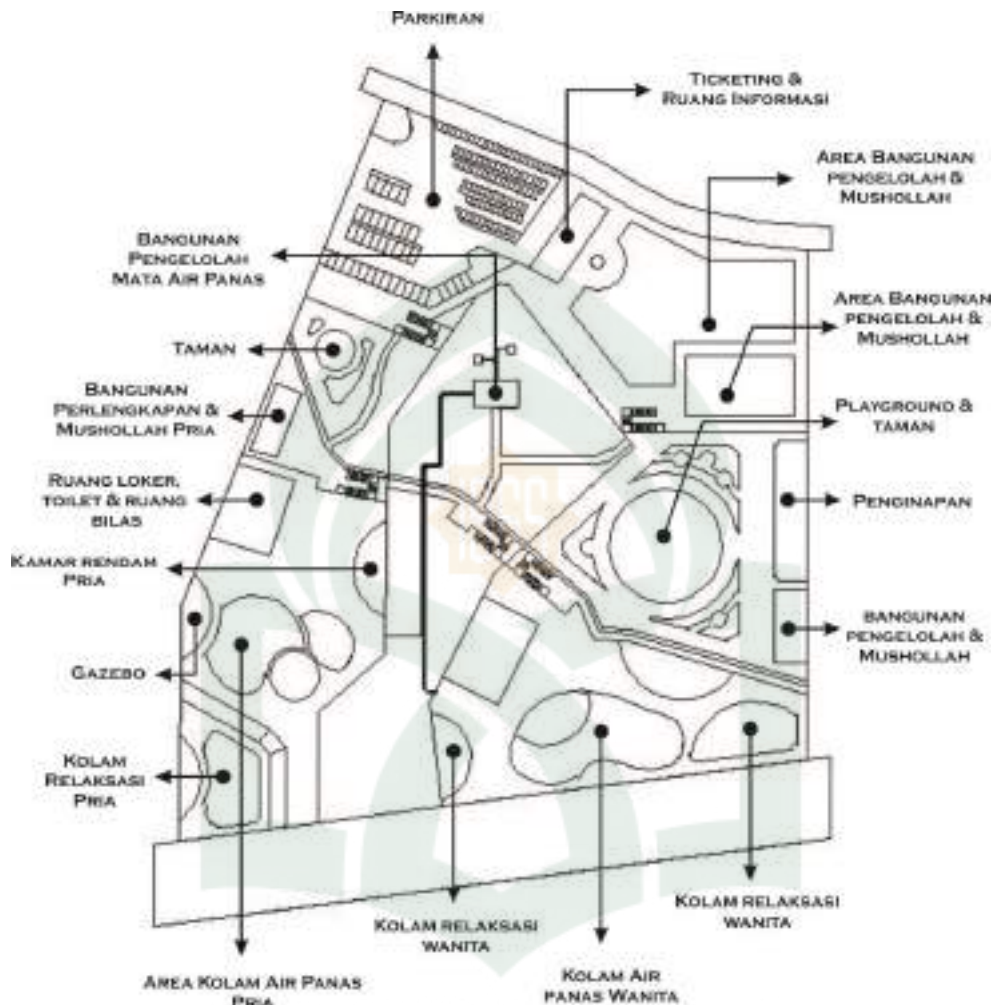 PARKIRAN
TICKETING &
RUANG INFORMASI
AREA BANGUNAN
PENGELOLAH &
MUSHOLLAH
BANGUNAN
PENGELOLAH
MATA AIR PANAS
AREA BANGUNAN
PENGELOLAH &
MUSHOLLAH
TAMAN
BANGUNAN
PERLENGKAPAN &
MUSHOLLAH PRIA
PLAYGROUND &
TAMAN
RUANG LOKER,
TOILET & RUANG
BILAS
PENGINAPAN
KAMAR RENDAM
PRIA
BANGUNAN
PENGELOLAH &
MUSHOLLAH
GAZEBO
KOLAM
RELAKSASI
PRIA
KOLAM RELAKSASI
WANITA
KOLAM RELAKSASI
WANITA
AREA KOLAM AIR PANAS
PRIA
KOLAM AIR
PANAS WANITA